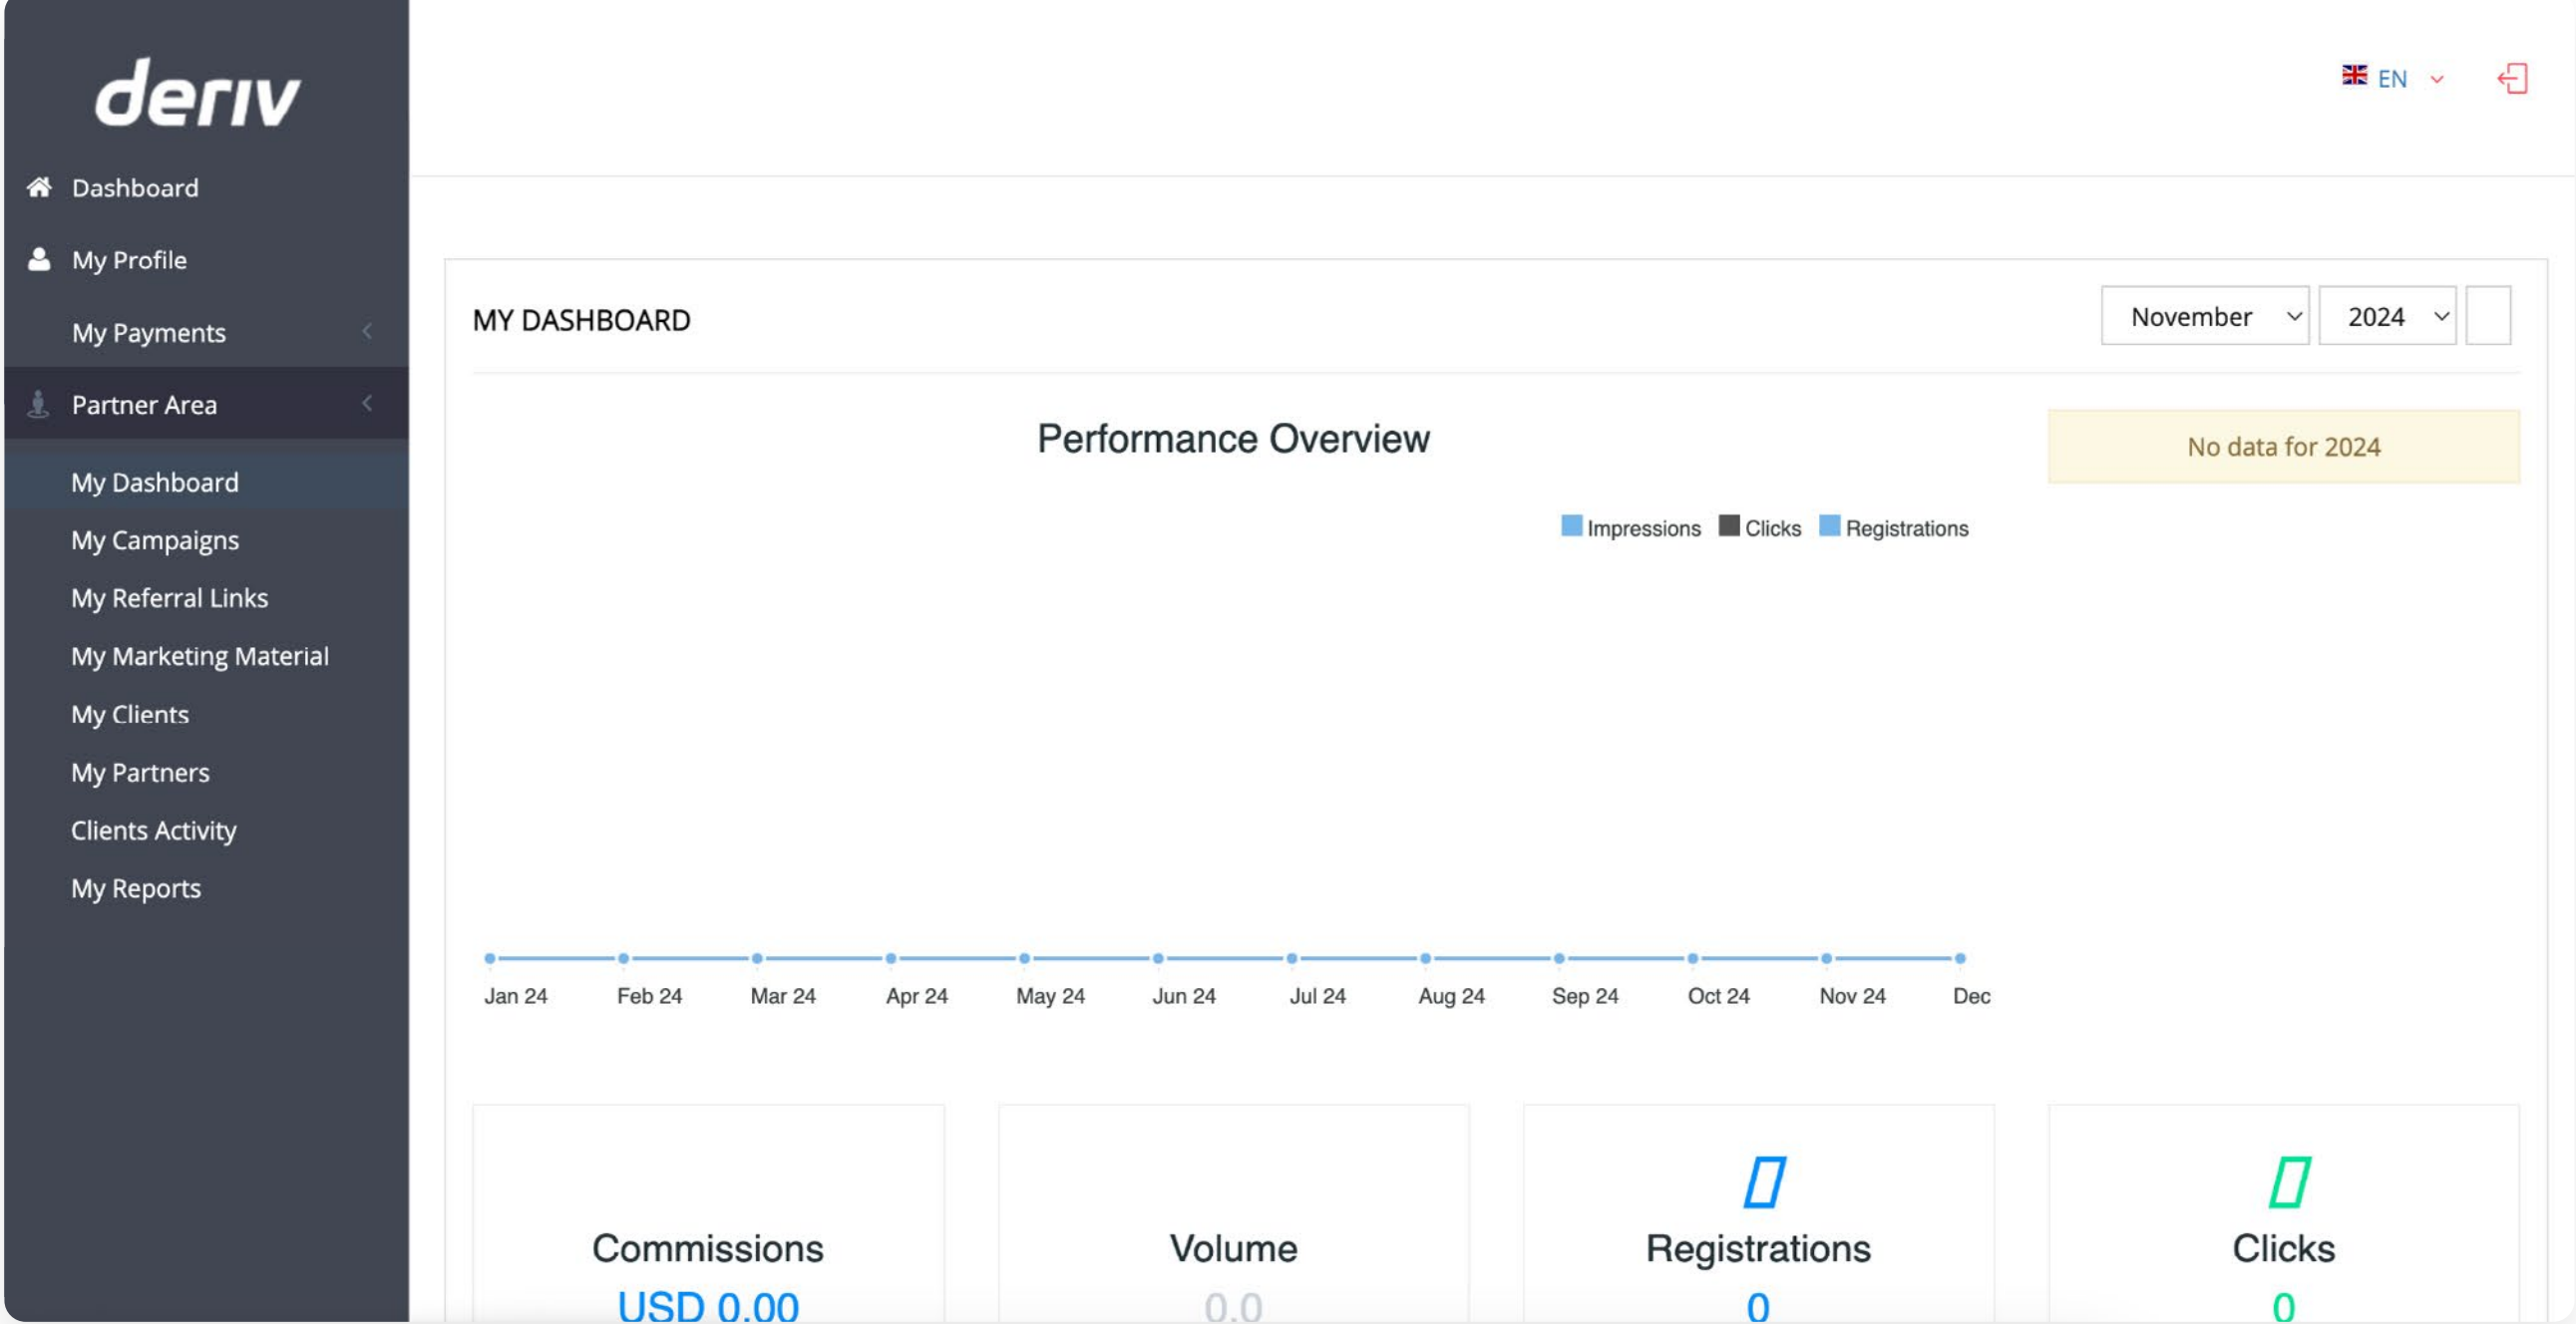 deriv
Dashboard
My Profile
My Payments
Partner Area
My Dashboard
My Campaigns
My Referral Links
My Marketing Material
My Clients
My Partners
Clients Activity
My Reports
EN
MY DASHBOARD
November
2024
Performance Overview
No data for 2024
Impressions Clicks Registrations
Jan 24 Feb 24 Mar 24 Apr 24 May 24 Jun 24 Jul 24 Aug 24 Sep 24 Oct 24 Nov 24 Dec
Commissions
USD 0.00
Volume
0.0
Registrations
0
Clicks
0